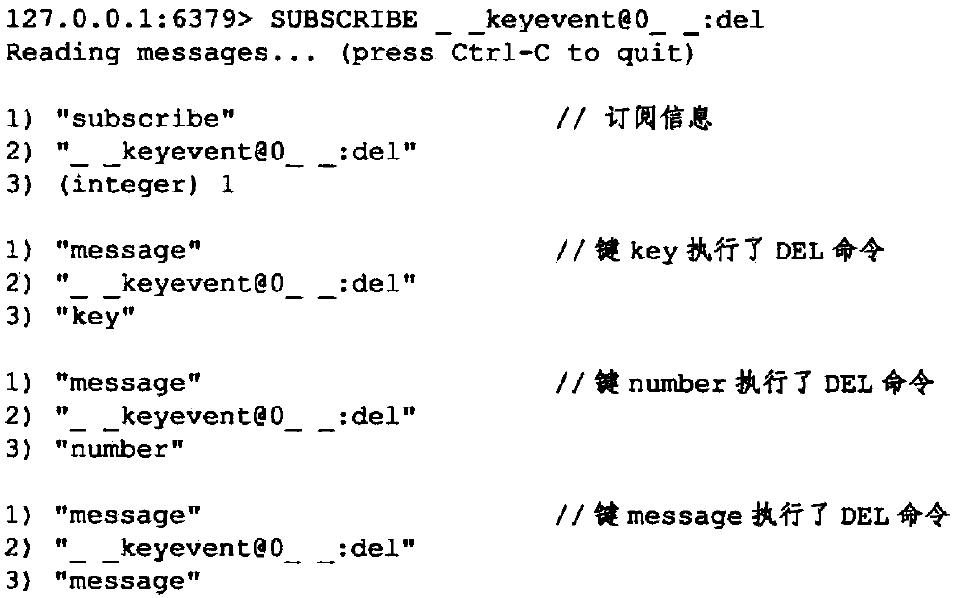 127.0.0.1:6379> SUBSCRIBE _ _keyevent@0_ _:del
Reading messages... (press Ctrl-C to quit)
1) "subscribe" // 订阅信息
2) "_ _keyevent@0_ _:del"
3) (integer) 1
1) "message" //键 key 执行了 DEL 命令
2) "_ _keyevent@0_ _:del"
3) "key"
1) "message" //键 number 执行了 DEL 命令
2) "_ _keyevent@0_ _:del"
3) "number"
1) "message" //键 message 执行了 DEL 命令
2) "_ _keyevent@0_ _:del"
3) "message"